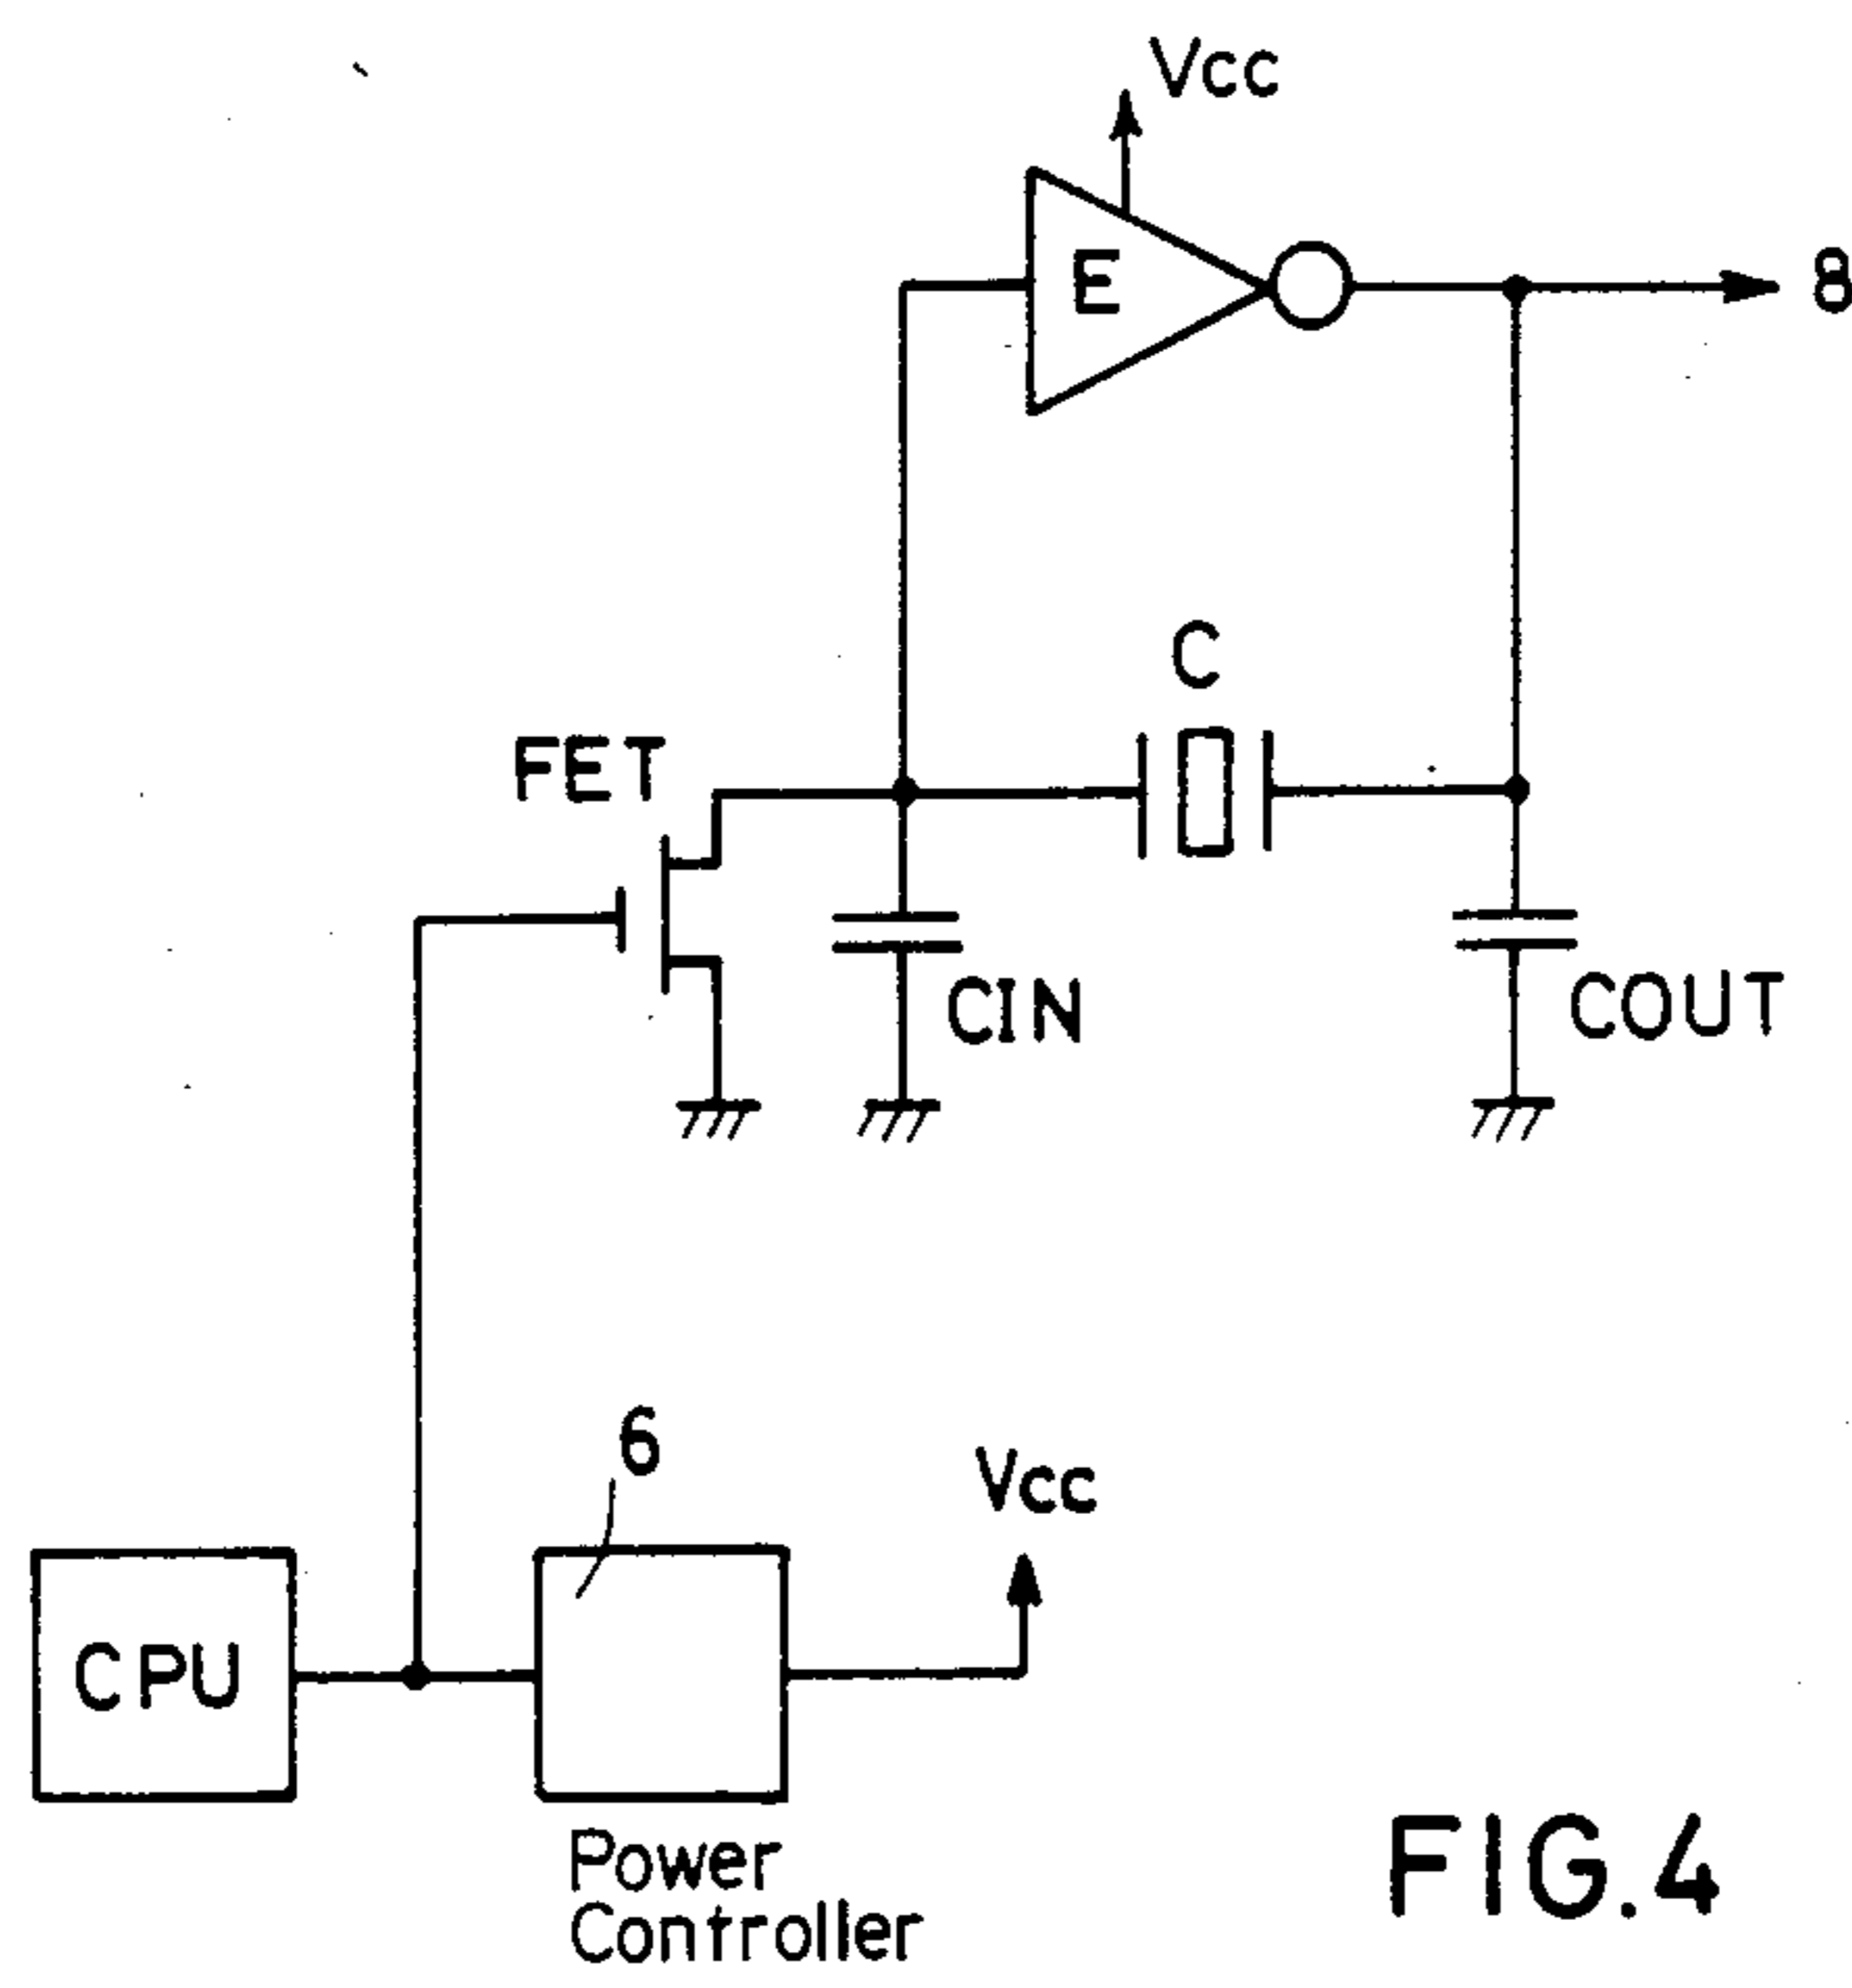 Vcc
E
8
C
FET
CIN
COUT
6
Vcc
CPU
Power
Controller
FIG.4